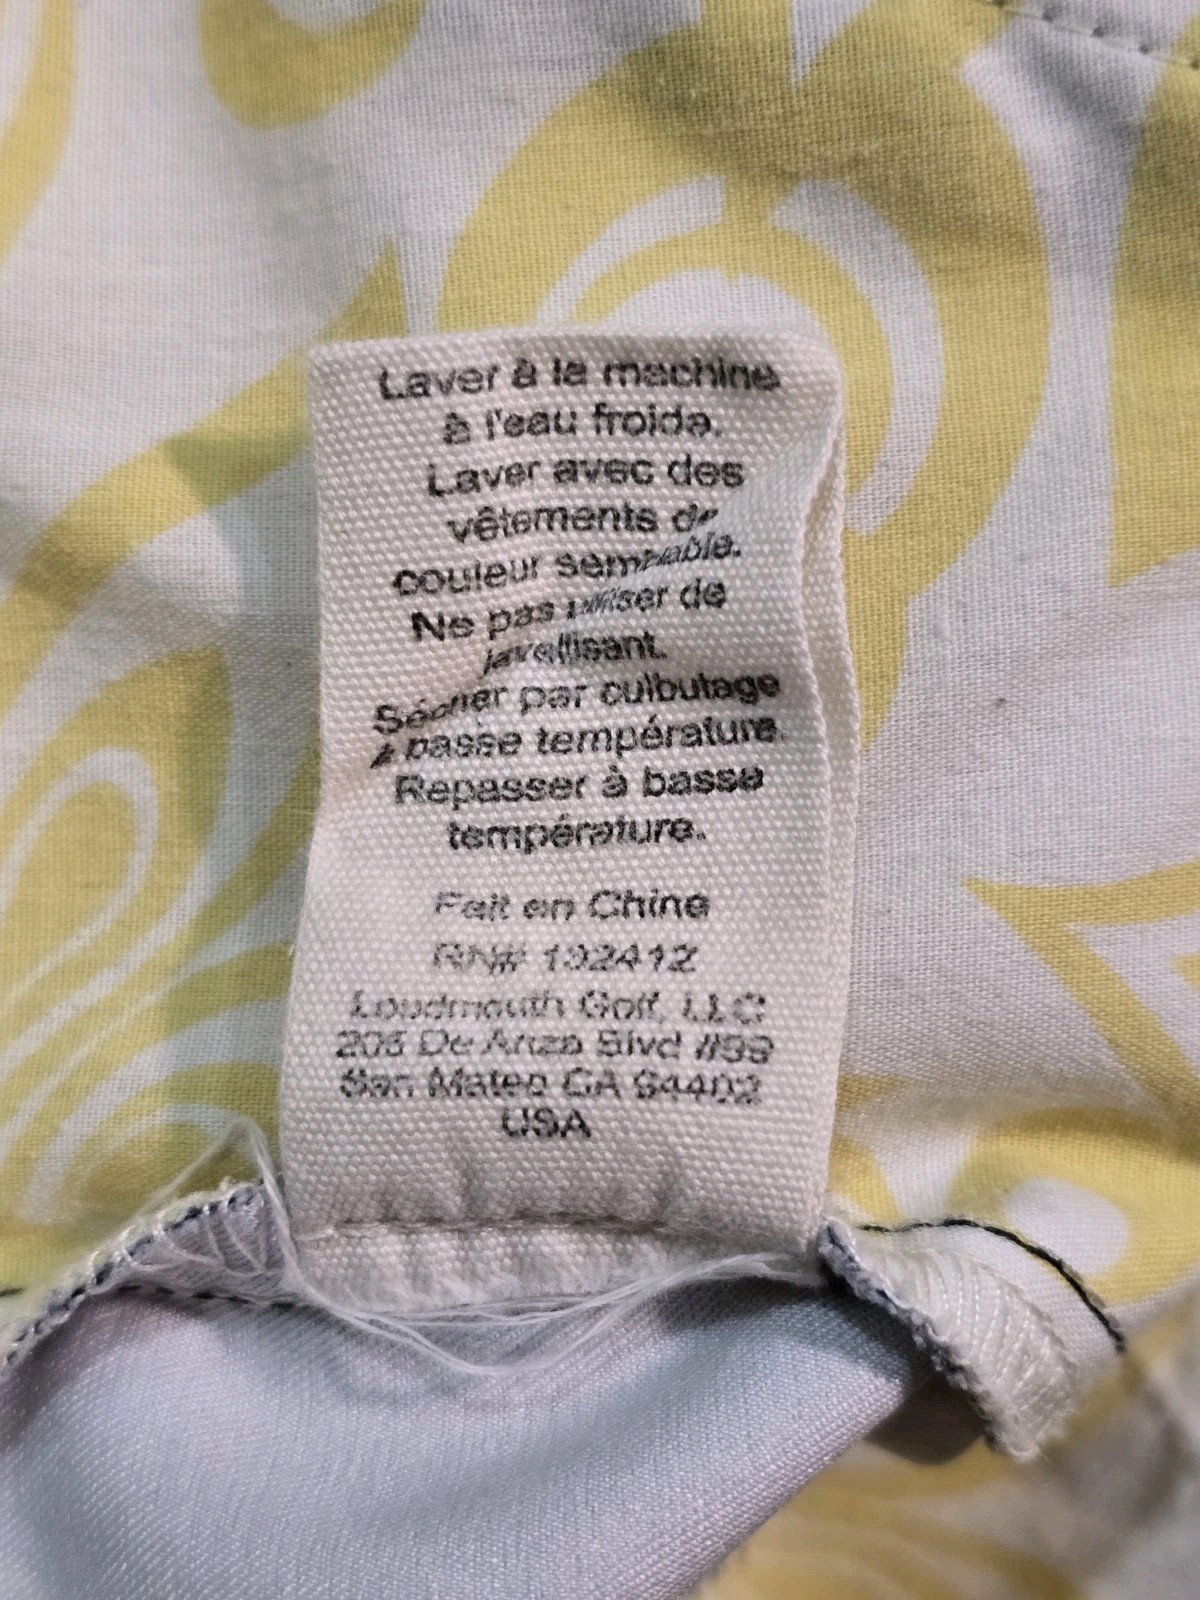 Laver à la machine
à l'eau froide.
Laver avec des
vêtements de
couleur semblable.
Ne pas utiliser de
javellisant.
Sécher par culbutage
à basse température.
Repasser à basse
température.
Fait en Chine
RN# 132412
Loudmouth Golf, LLC
205 De Anza Blvd #99
San Mateo CA 94402
USA